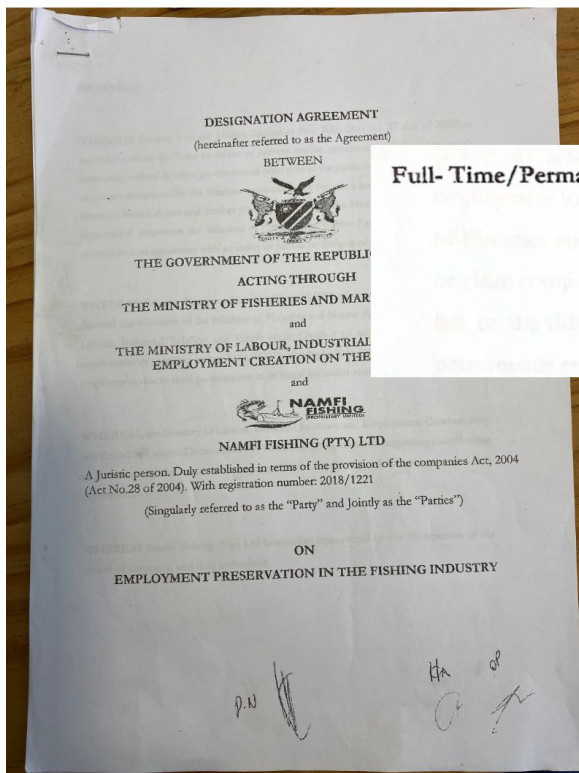 DESIGNATION AGREEMENT
(hereinafter referred to as the Agreement)
BETWEEN
Full- Time/Perma
THE GOVERNMENT OF THE REPUBLI
ACTING THROUGH
THE MINISTRY OF FISHERIES AND MAR
and
THE MINISTRY OF LABOUR, INDUSTRIAL
EMPLOYMENT CREATION ON THE
and
NAMFI
FISHING
(PROPRIETARY LIMITED)
NAMFI FISHING (PTY) LTD
A Juristic person. Duly established in terms of the provision of the companies Act, 2004
(Act No.28 of 2004). With registration number: 2018/1221
(Singularly referred to as the “Party” and Jointly as the “Parties”)
ON
EMPLOYMENT PRESERVATION IN THE FISHING INDUSTRY
D.N
HA